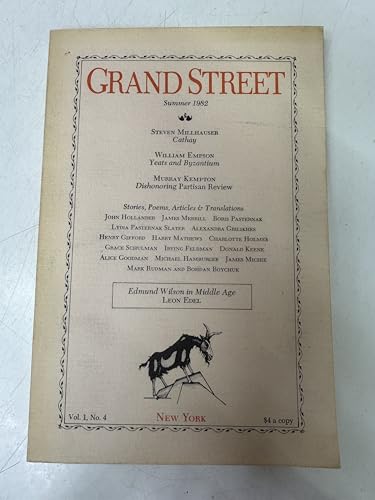 GRAND STREET
Summer 1982
STEVEN MILLHAUSER
Cathay
WILLIAM EMPSON
Yeats and Byzantium
MURRAY KEMPTON
Dishonoring Partisan Review
Stories, Poems, Articles & Translations
JOHN HOLLANDER JAMES MERRILL BORIS PASTERNAK
LYDIA PASTERNAK SLATER ALEXANDRA GRILIKHES
HENRY GIFFORD HARRY MATHEWS CHARLOTTE HOLMES
GRACE SCHULMAN IRVING FELDMAN DONALD KEENE
ALICE GOODMAN MICHAEL HAMBURGER JAMES MICHIE
MARK RUDMAN AND BOHDAN BOYCHUK
Edmund Wilson in Middle Age
LEON EDEL
Vol. 1, No. 4 NEW YORK $4 a copy